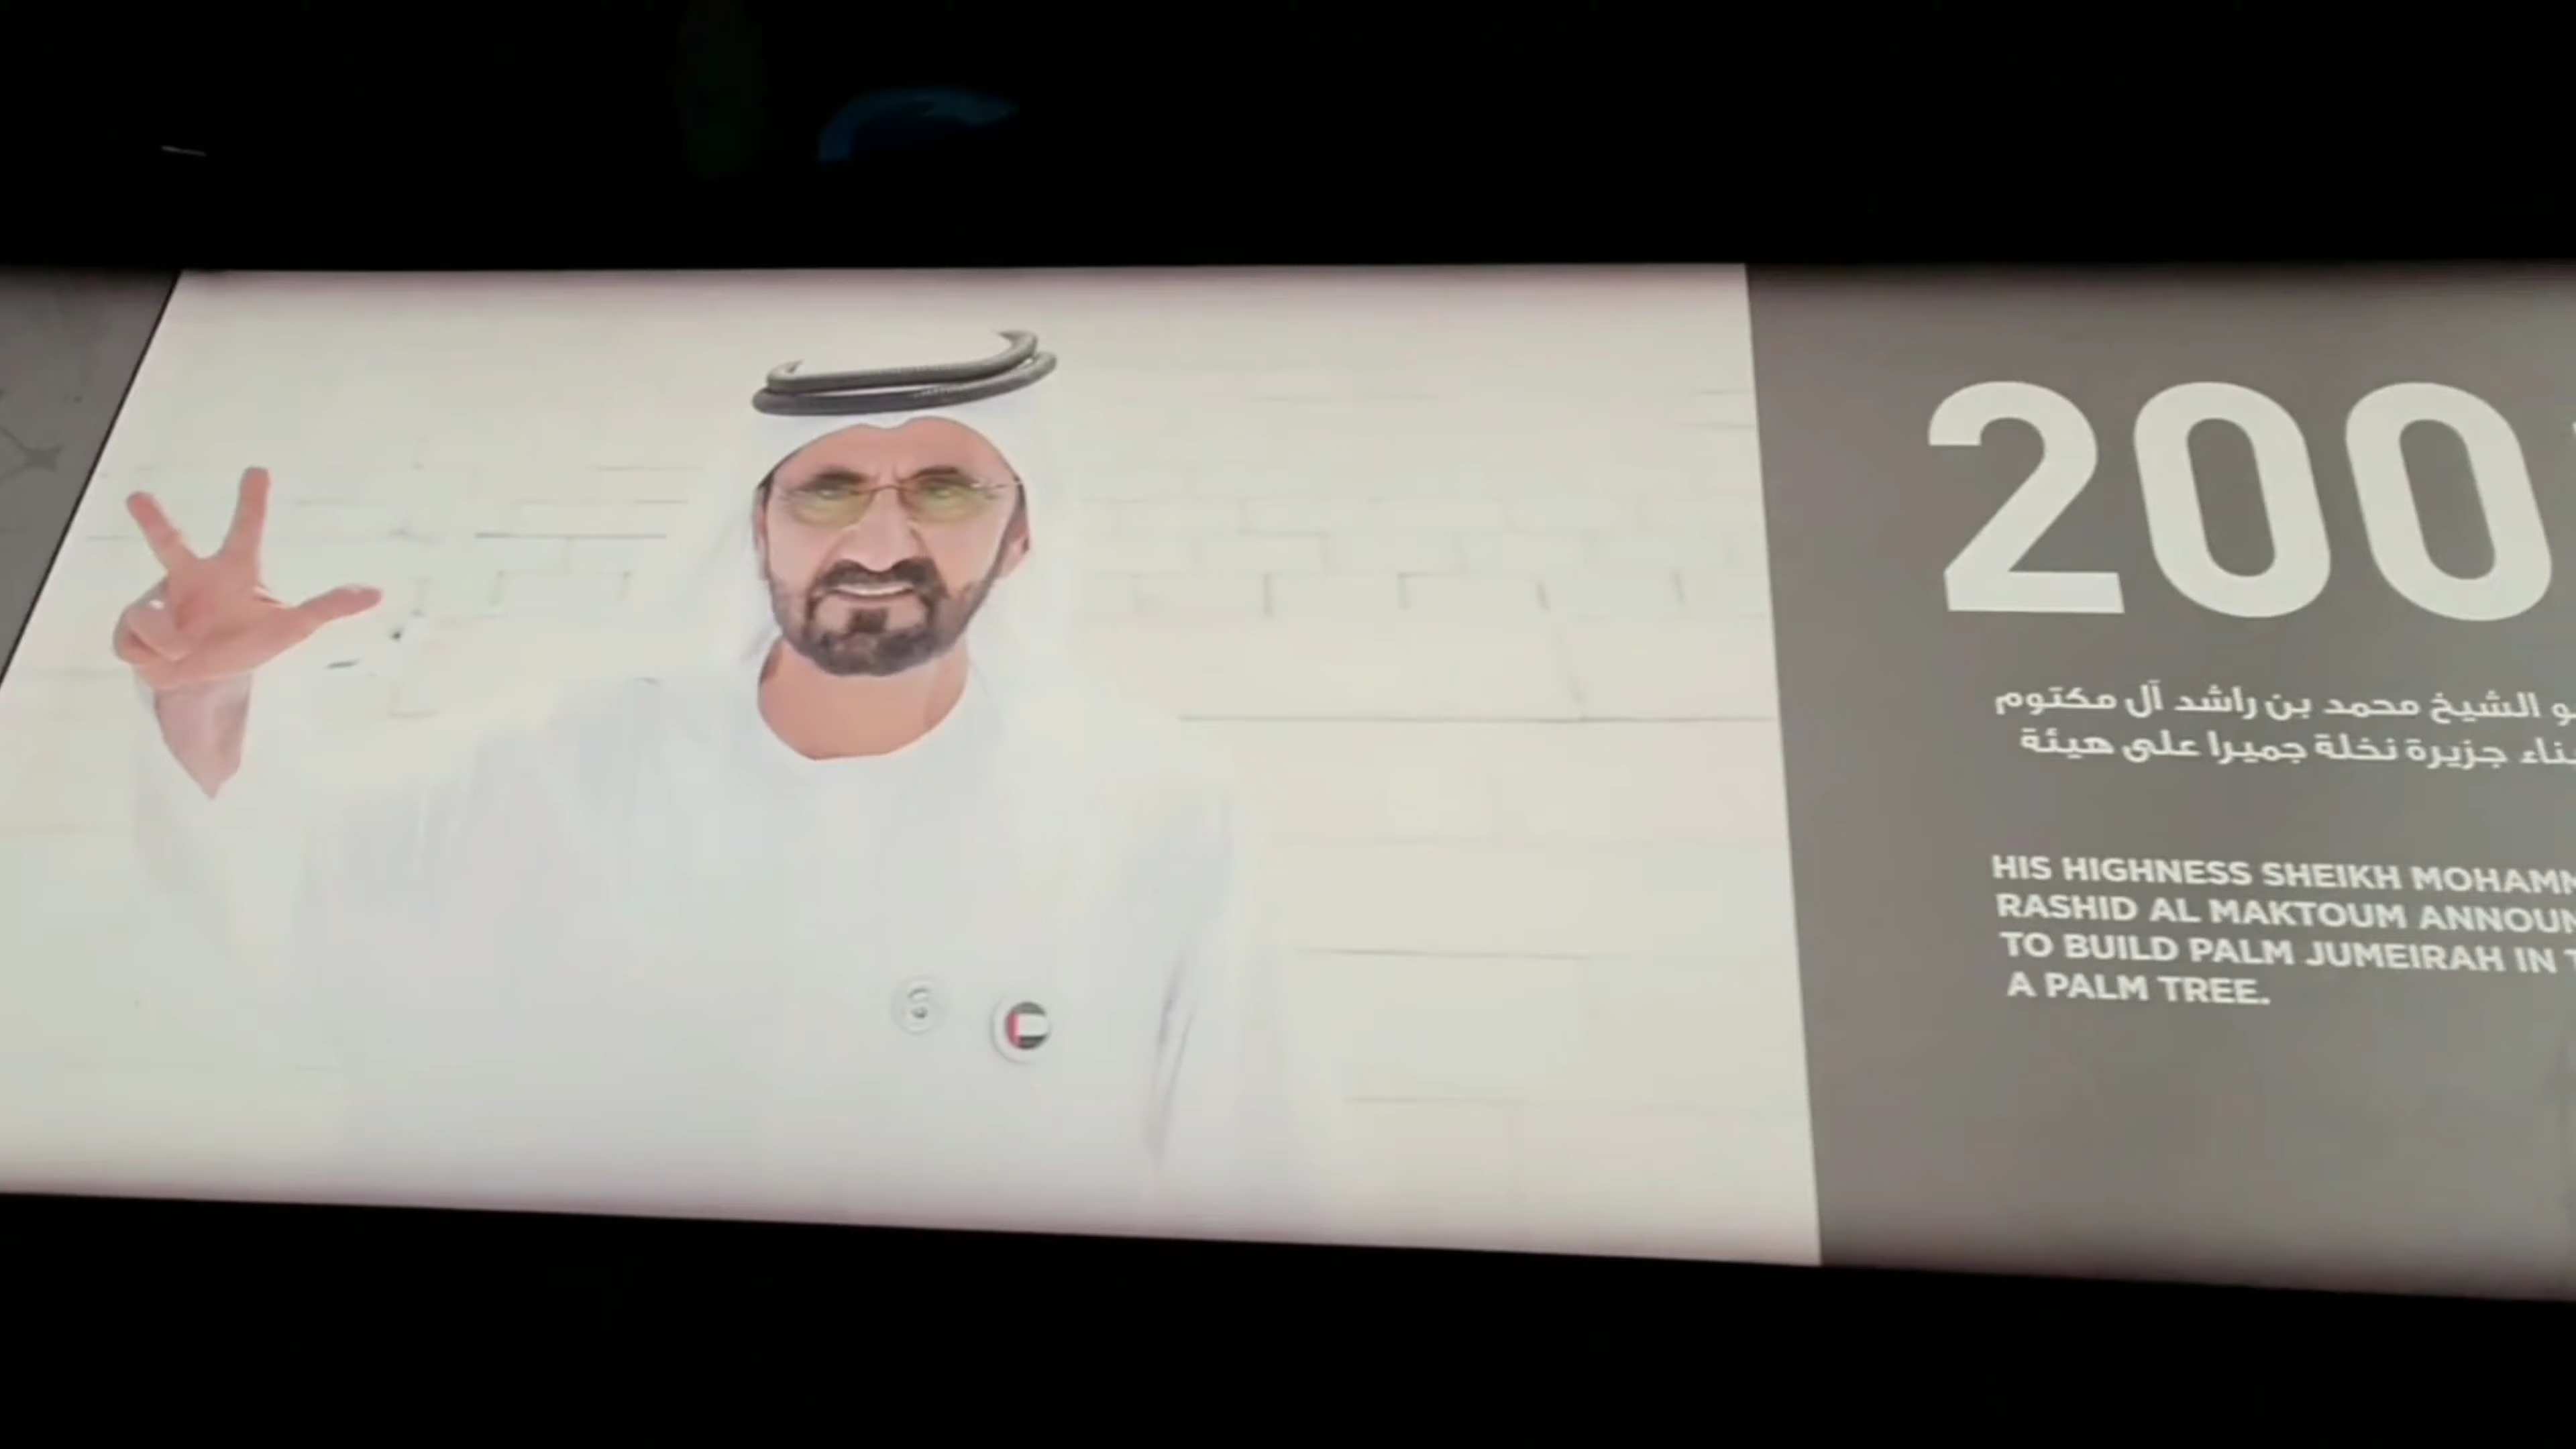 200
الشيخ محمد بن راشد آل مكتوم
جزيرة نخلة جميرا على هيئة
HIS HIGHNESS SHEIKH
RASHID AL MAKTOUM
TO BUILD PALM JUMEIRAH IN
A PALM TREE.